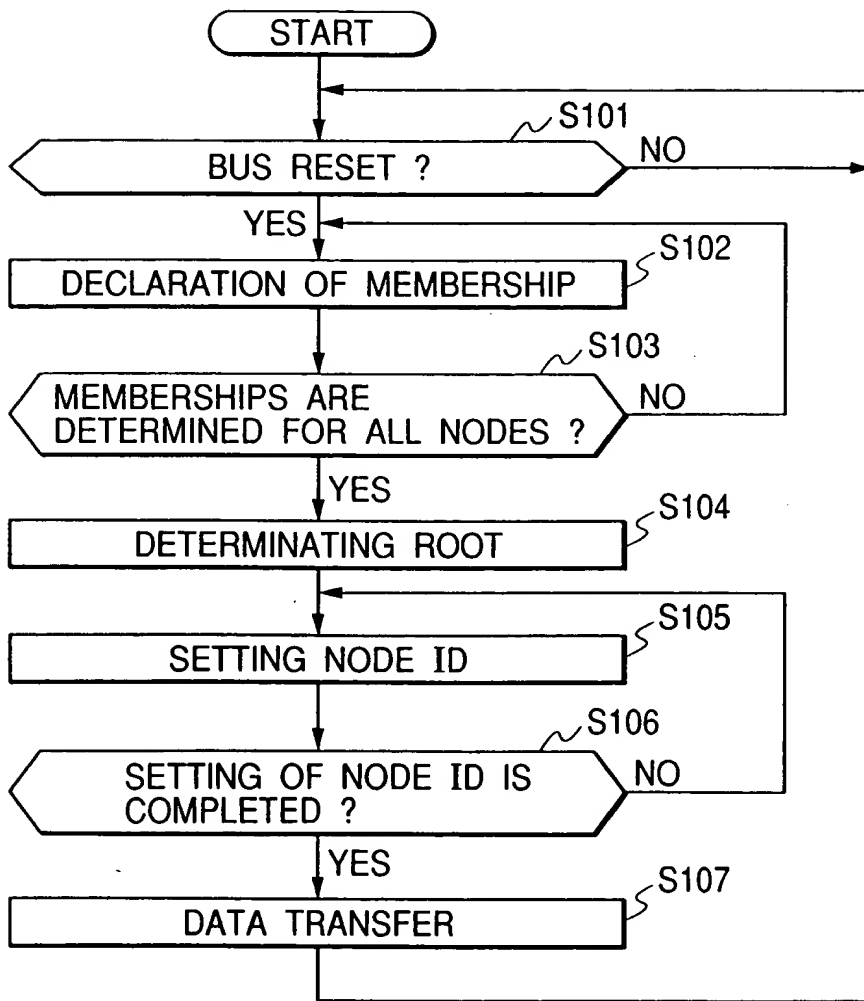 START
S101
BUS RESET ?
NO
YES
S102
DECLARATION OF MEMBERSHIP
S103
MEMBERSHIPS ARE
DETERMINED FOR ALL NODES ?
NO
YES
S104
DETERMINATING ROOT
S105
SETTING NODE ID
S106
SETTING OF NODE ID IS
COMPLETED ?
NO
YES
S107
DATA TRANSFER